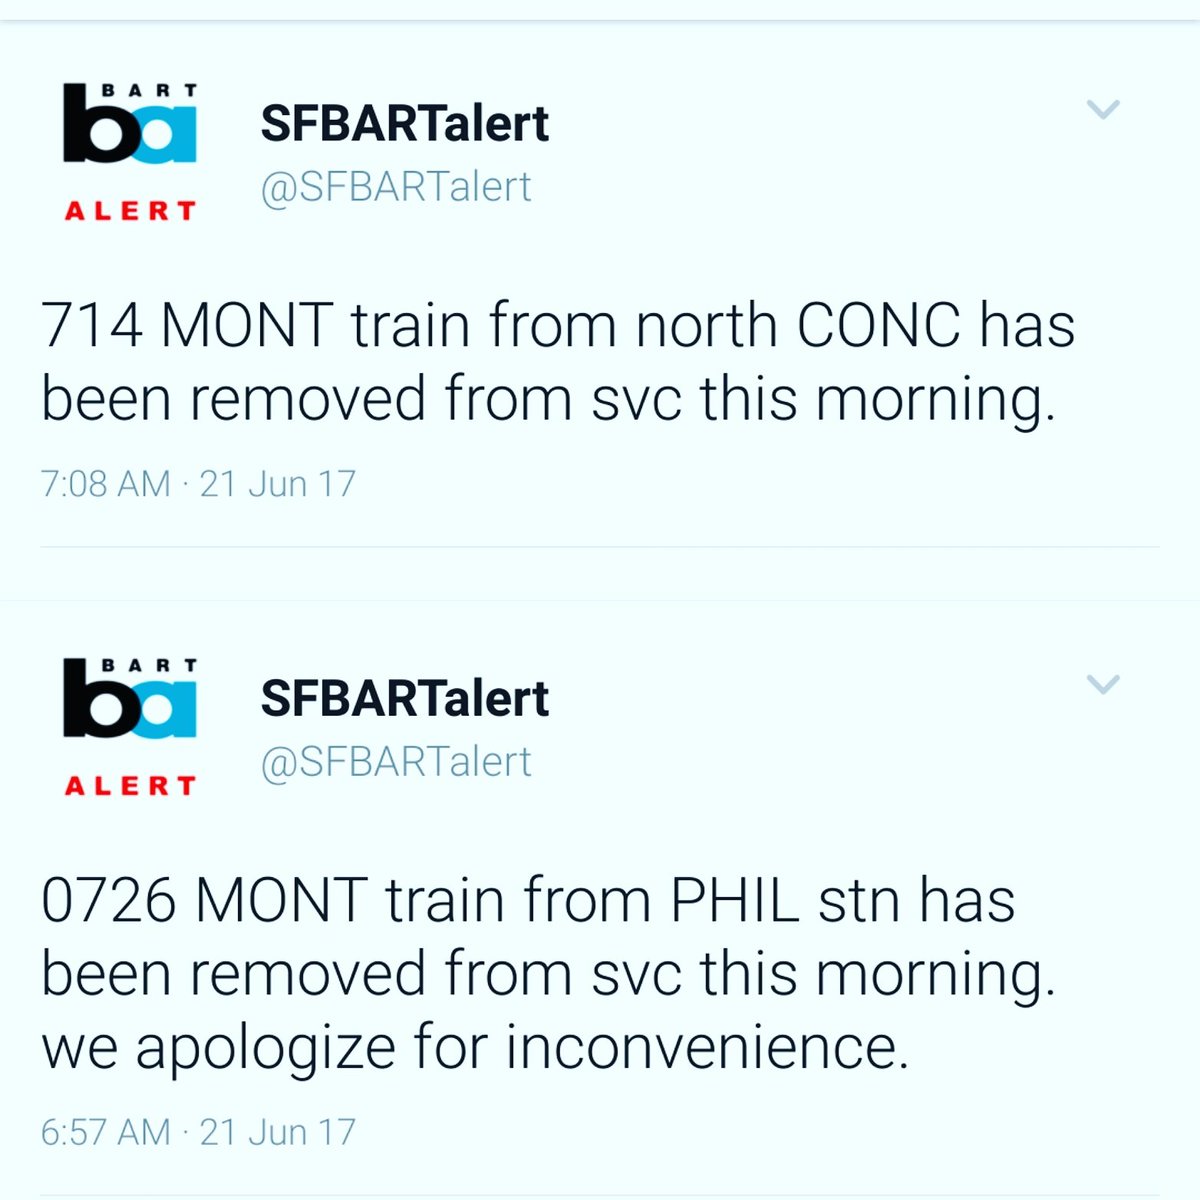 BART
ba
ALERT
SFBARTalert
@SFBARTalert
714 MONT train from north CONC has
been removed from svc this morning.
7:08 AM · 21 Jun 17
BART
ba
ALERT
SFBARTalert
@SFBARTalert
0726 MONT train from PHIL stn has
been removed from svc this morning.
we apologize for inconvenience.
6:57 AM · 21 Jun 17